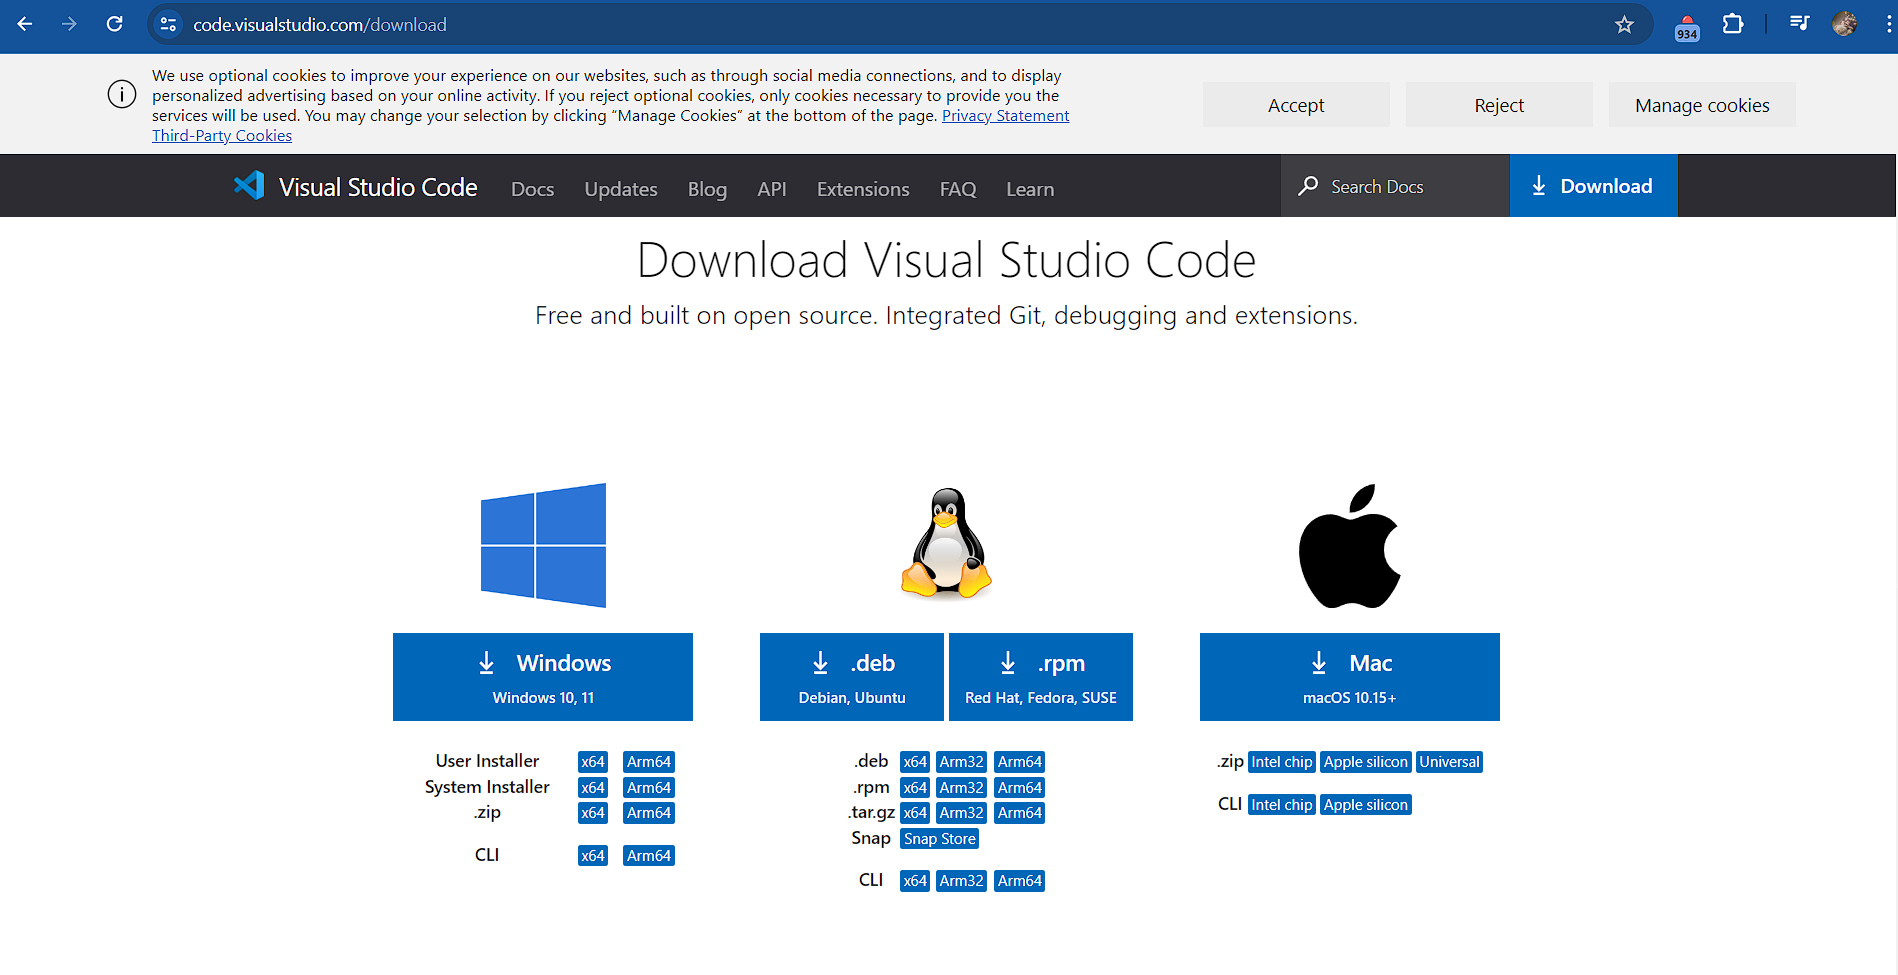 code.visualstudio.com/download
934
We use optional cookies to improve your experience on our websites, such as through social media connections, and to display
personalized advertising based on your online activity. If you reject optional cookies, only cookies necessary to provide you the
services will be used. You may change your selection by clicking “Manage Cookies” at the bottom of the page. Privacy Statement
Third-Party Cookies
Accept
Reject
Manage cookies
Visual Studio Code
Docs
Updates
Blog
API
Extensions
FAQ
Learn
Search Docs
Download
Download Visual Studio Code
Free and built on open source. Integrated Git, debugging and extensions.
Windows
Windows 10, 11
User Installer x64 Arm64
System Installer x64 Arm64
.zip x64 Arm64
CLI x64 Arm64
.deb
Debian, Ubuntu
.rpm
Red Hat, Fedora, SUSE
.deb x64 Arm32 Arm64
.rpm x64 Arm32 Arm64
.tar.gz x64 Arm32 Arm64
Snap Snap Store
CLI x64 Arm32 Arm64
Mac
macOS 10.15+
.zip Intel chip Apple silicon Universal
CLI Intel chip Apple silicon